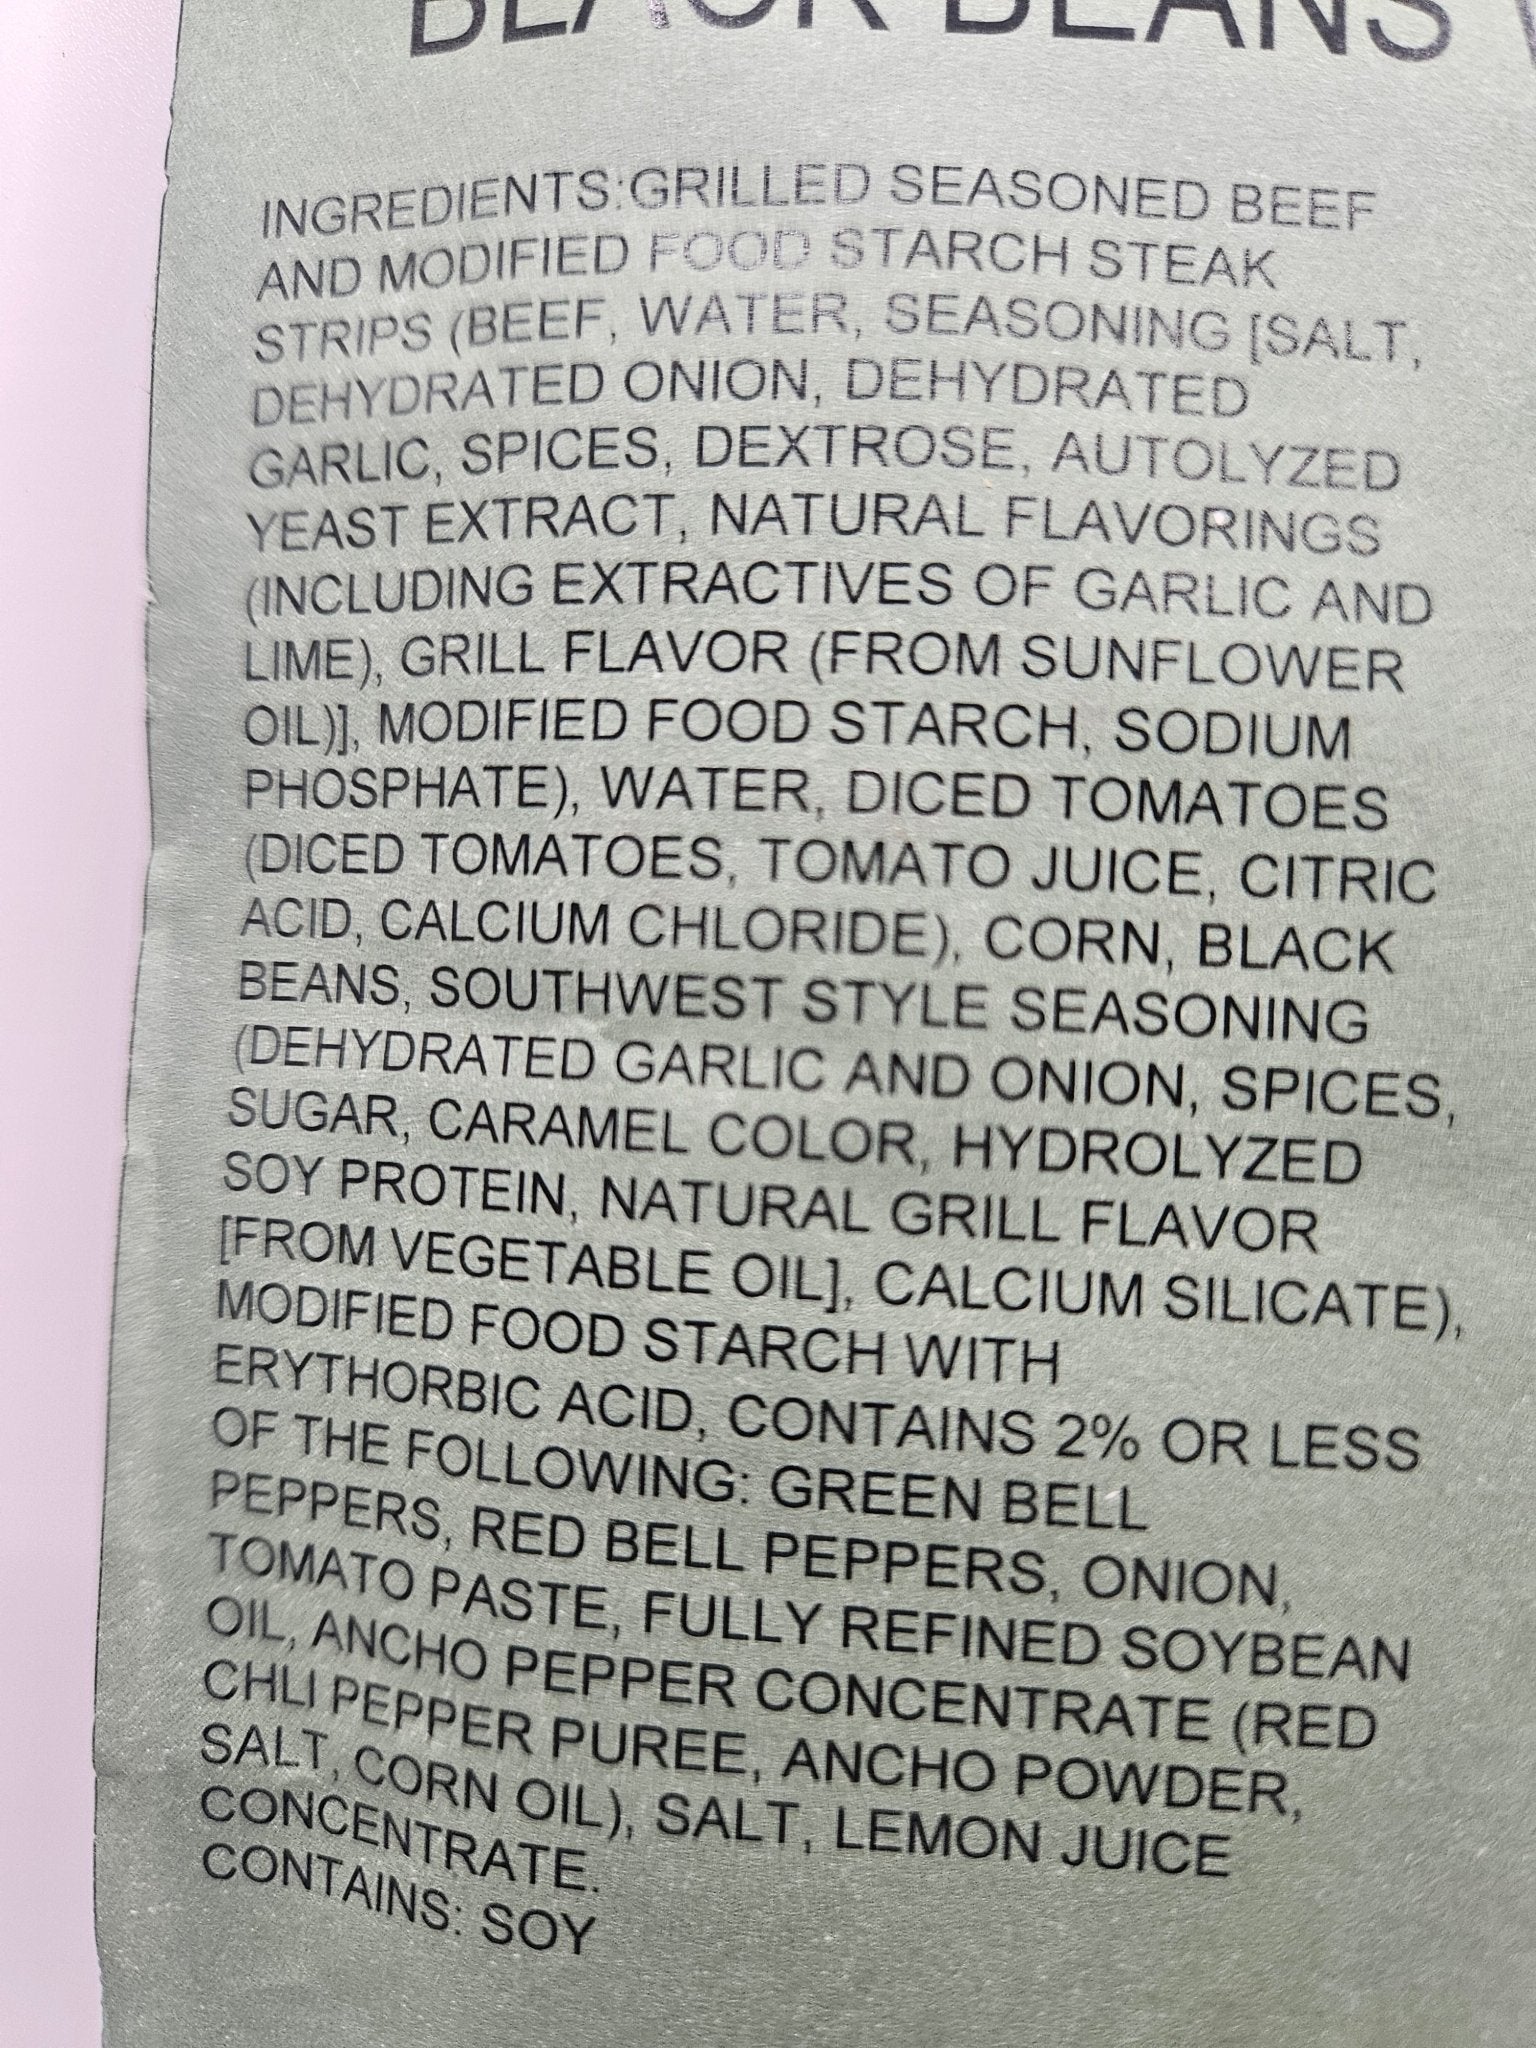 BLACK BEANS
INGREDIENTS:GRILLED SEASONED BEEF
AND MODIFIED FOOD STARCH STEAK
STRIPS (BEEF, WATER, SEASONING [SALT,
DEHYDRATED ONION, DEHYDRATED
GARLIC, SPICES, DEXTROSE, AUTOLYZED
YEAST EXTRACT, NATURAL FLAVORINGS
(INCLUDING EXTRACTIVES OF GARLIC AND
LIME), GRILL FLAVOR (FROM SUNFLOWER
OIL)], MODIFIED FOOD STARCH, SODIUM
PHOSPHATE), WATER, DICED TOMATOES
(DICED TOMATOES, TOMATO JUICE, CITRIC
ACID, CALCIUM CHLORIDE), CORN, BLACK
BEANS, SOUTHWEST STYLE SEASONING
(DEHYDRATED GARLIC AND ONION, SPICES,
SUGAR, CARAMEL COLOR, HYDROLYZED
SOY PROTEIN, NATURAL GRILL FLAVOR
[FROM VEGETABLE OIL], CALCIUM SILICATE),
MODIFIED FOOD STARCH WITH
ERYTHORBIC ACID, CONTAINS 2% OR LESS
OF THE FOLLOWING: GREEN BELL
PEPPERS, RED BELL PEPPERS, ONION,
TOMATO PASTE, FULLY REFINED SOYBEAN
OIL, ANCHO PEPPER CONCENTRATE (RED
CHLI PEPPER PUREE, ANCHO POWDER,
SALT, CORN OIL), SALT, LEMON JUICE
CONCENTRATE.
CONTAINS: SOY